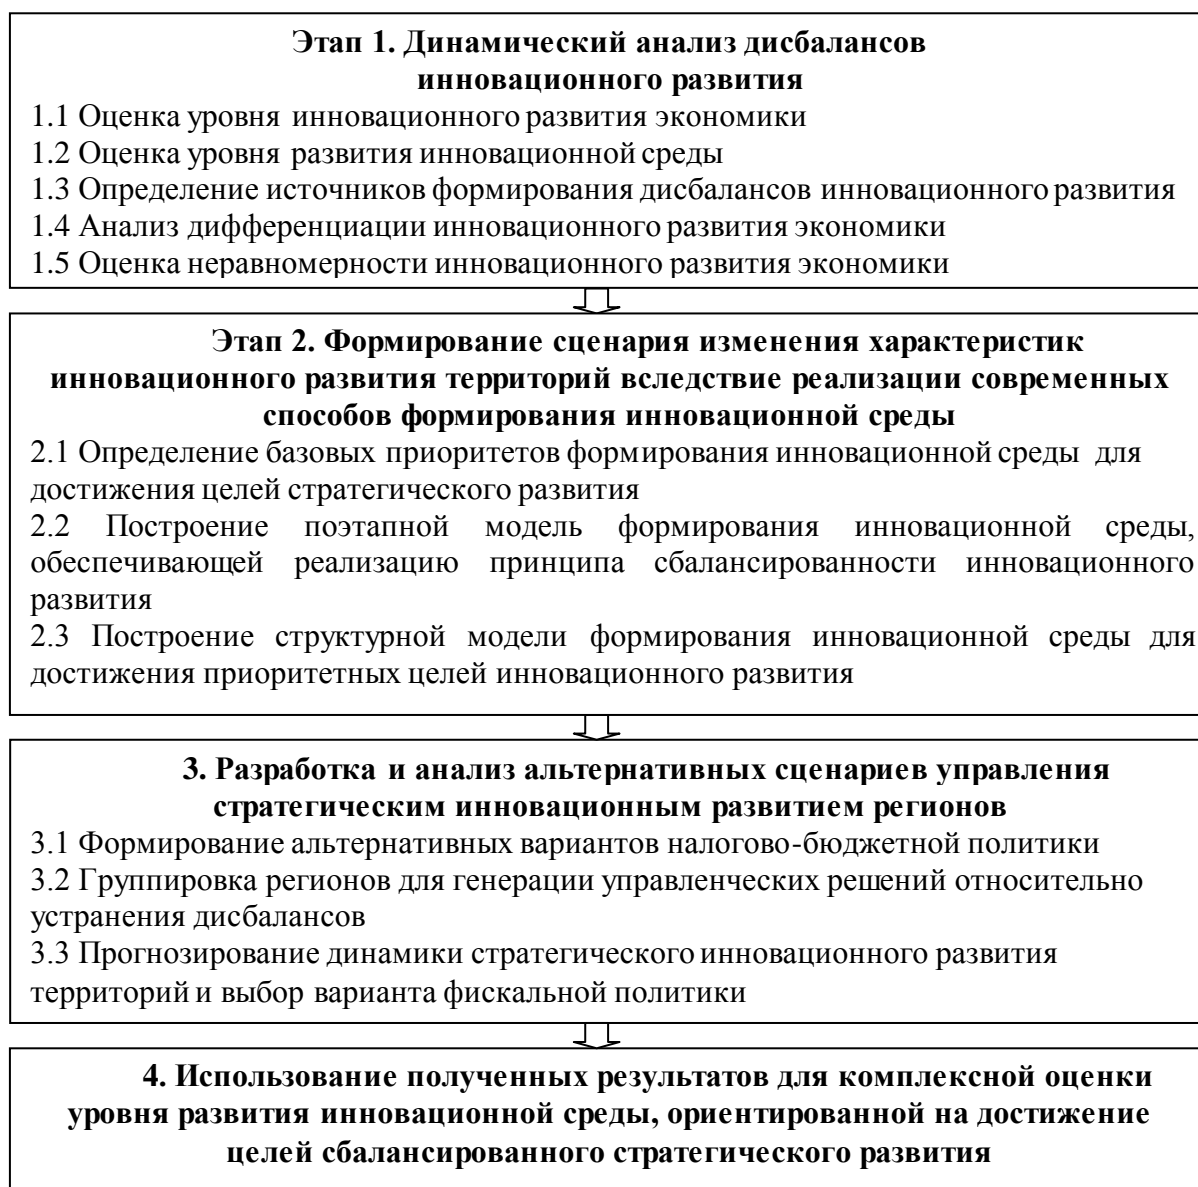 Этап 1. Динамический анализ дисбалансов
инновационного развития
1.1 Оценка уровня инновационного развития экономики
1.2 Оценка уровня развития инновационной среды
1.3 Определение источников формирования дисбалансов инновационного развития
1.4 Анализ дифференциации инновационного развития экономики
1.5 Оценка неравномерности инновационного развития экономики
Этап 2. Формирование сценария изменения характеристик
инновационного развития территорий вследствие реализации современных
способов формирования инновационной среды
2.1 Определение базовых приоритетов формирования инновационной среды для
достижения целей стратегического развития
2.2 Построение поэтапной модель формирования инновационной среды,
обеспечивающей реализацию принципа сбалансированности инновационного
развития
2.3 Построение структурной модели формирования инновационной среды для
достижения приоритетных целей инновационного развития
3. Разработка и анализ альтернативных сценариев управления
стратегическим инновационным развитием регионов
3.1 Формирование альтернативных вариантов налогово-бюджетной политики
3.2 Группировка регионов для генерации управленческих решений относительно
устранения дисбалансов
3.3 Прогнозирование динамики стратегического инновационного развития
территорий и выбор варианта фискальной политики
4. Использование полученных результатов для комплексной оценки
уровня развития инновационной среды, ориентированной на достижение
целей сбалансированного стратегического развития